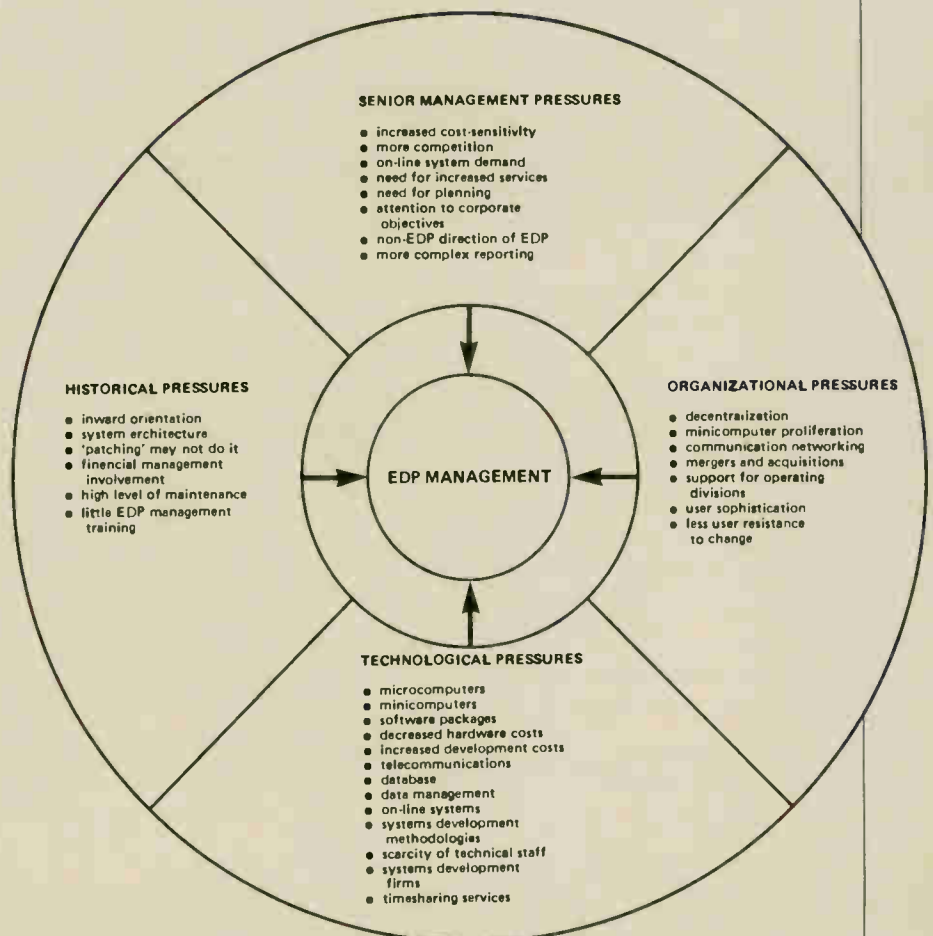 SENIOR MANAGEMENT PRESSURES
• increased cost-sensitivity
• more competition
• on-line system demand
• need for increased services
• need for planning
• attention to corporate
objectives
• non-EDP direction of EDP
• more complex reporting
HISTORICAL PRESSURES
• inward orientation
• system erchitecture
• 'patching' may not do it
• financial management
involvement
• high level of maintenance
• little EDP management
training
EDP MANAGEMENT
ORGANIZATIONAL PRESSURES
• decentralization
• minicomputer proliferation
• communication networking
• mergers and acquisitions
• support for operating
divisions
• user sophistication
• less user resistance
to change
TECHNOLOGICAL PRESSURES
• microcomputers
• minicomputers
• software packages
• decreased hardware costs
• increased development costs
• telecommunications
• database
• data management
• on-line systems
• systems development
methodologies
• scarcity of technical staff
• systems development
firms
• timesharing services